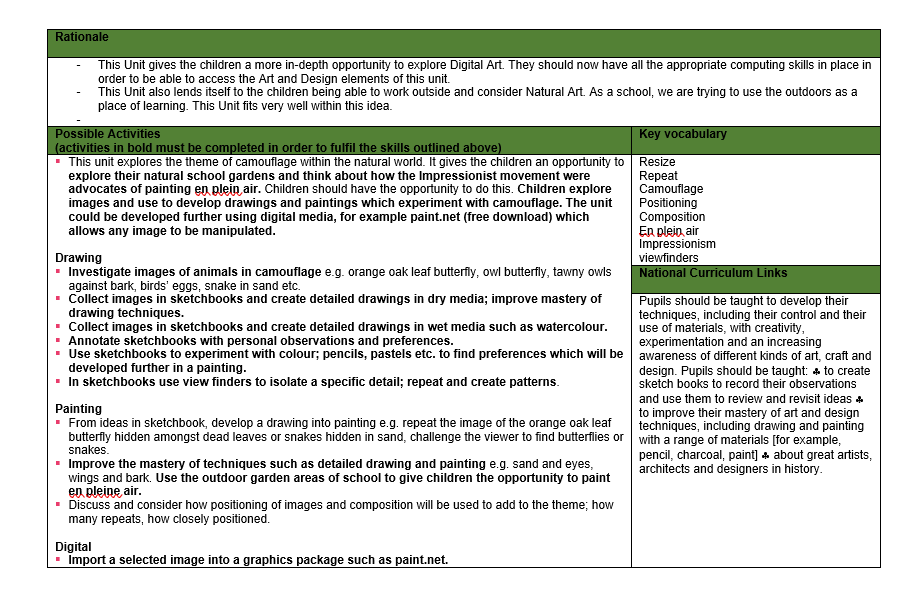 Rationale
- This Unit gives the children a more in-depth opportunity to explore Digital Art. They should now have all the appropriate computing skills in place in
order to be able to access the Art and Design elements of this unit.
- This Unit also lends itself to the children being able to work outside and consider Natural Art. As a school, we are trying to use the outdoors as a
place of learning. This Unit fits very well within this idea.
-
Possible Activities
(activities in bold must be completed in order to fulfil the skills outlined above)
▪ This unit explores the theme of camouflage within the natural world. It gives the children an opportunity to
explore their natural school gardens and think about how the Impressionist movement were
advocates of painting en plein air. Children should have the opportunity to do this. Children explore
images and use to develop drawings and paintings which experiment with camouflage. The unit
could be developed further using digital media, for example paint.net (free download) which
allows any image to be manipulated.
Drawing
▪ Investigate images of animals in camouflage e.g. orange oak leaf butterfly, owl butterfly, tawny owls
against bark, birds' eggs, snake in sand etc.
▪ Collect images in sketchbooks and create detailed drawings in dry media; improve mastery of
drawing techniques.
▪ Collect images in sketchbooks and create detailed drawings in wet media such as watercolour.
▪ Annotate sketchbooks with personal observations and preferences.
▪ Use sketchbooks to experiment with colour; pencils, pastels etc. to find preferences which will be
developed further in a painting.
▪ In sketchbooks use view finders to isolate a specific detail; repeat and create patterns.
Painting
▪ From ideas in sketchbook, develop a drawing into painting e.g. repeat the image of the orange oak leaf
butterfly hidden amongst dead leaves or snakes hidden in sand, challenge the viewer to find butterflies or
snakes.
▪ Improve the mastery of techniques such as detailed drawing and painting e.g. sand and eyes,
wings and bark. Use the outdoor garden areas of school to give children the opportunity to paint
en pleine air.
▪ Discuss and consider how positioning of images and composition will be used to add to the theme; how
many repeats, how closely positioned.
Digital
▪ Import a selected image into a graphics package such as paint.net.
Key vocabulary
Resize
Repeat
Camouflage
Positioning
Composition
En plein air
Impressionism
viewfinders
National Curriculum Links
Pupils should be taught to develop their
techniques, including their control and their
use of materials, with creativity,
experimentation and an increasing
awareness of different kinds of art, craft and
design. Pupils should be taught: ♣ to create
sketch books to record their observations
and use them to review and revisit ideas ♣
to improve their mastery of art and design
techniques, including drawing and painting
with a range of materials [for example,
pencil, charcoal, paint] ♣ about great artists,
architects and designers in history.